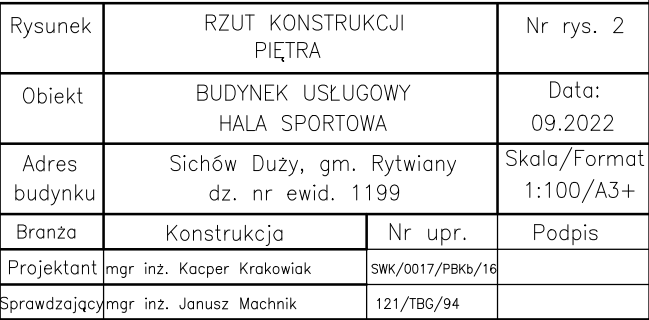 Rysunek RZUT KONSTRUKCJI PIĘTRA Nr rys. 2
Obiekt BUDYNEK USŁUGOWY HALA SPORTOWA Data: 09.2022
Adres budynku Sichów Duży, gm. Rytwiany dz. nr ewid. 1199 Skala/Format 1:100/A3+
Branża Konstrukcja Nr upr. Podpis
Projektant mgr inż. Kacper Krakowiak SWK/0017/PBKb/16
Sprawdzający mgr inż. Janusz Machnik 121/TBG/94